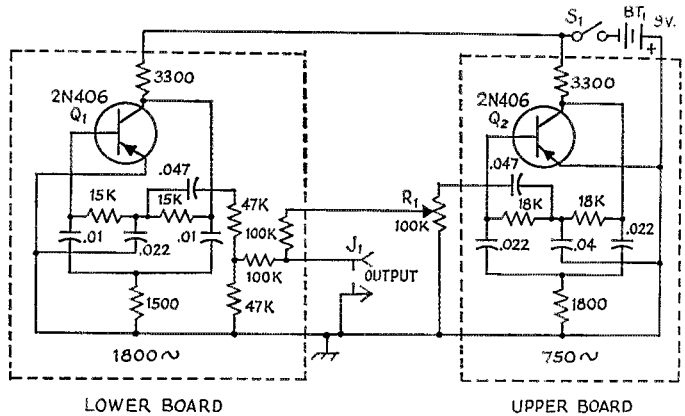 S1
BT1
9V.
3300
3300
2N406
Q1
2N406
Q2
.047
.047
15K
15K
47K
R1
18K
18K
100K
100K
.01
.022
.01
100K
J1
OUTPUT
.022
.04
.022
1500
47K
1800
1800~
750~
LOWER BOARD
UPPER BOARD